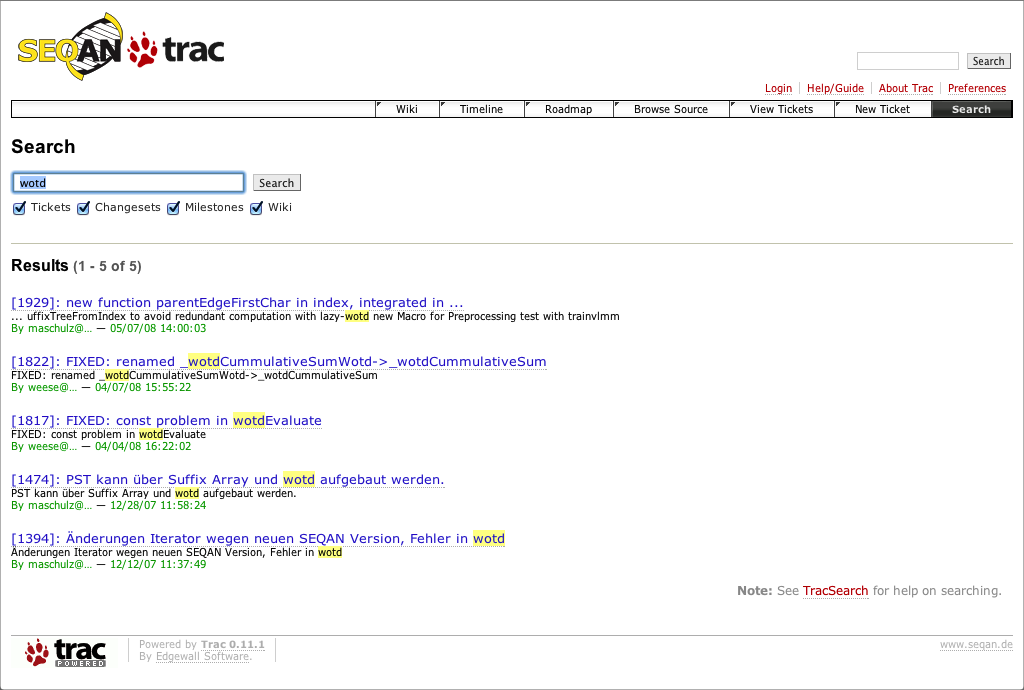 SEQAN trac
Search
Login Help/Guide About Trac Preferences
Wiki Timeline Roadmap Browse Source View Tickets New Ticket Search
Search
wotd Search
Tickets Changesets Milestones Wiki
Results (1 - 5 of 5)
[1929]: new function parentEdgeFirstChar in index, integrated in ...
... uffixTreeFromIndex to avoid redundant computation with lazy-wotd new Macro for Preprocessing test with trainvlmm
By maschulz@… — 05/07/08 14:00:03
[1822]: FIXED: renamed _wotdCummulativeSumWotd->_wotdCummulativeSum
FIXED: renamed _wotdCummulativeSumWotd->_wotdCummulativeSum
By weese@… — 04/07/08 15:55:22
[1817]: FIXED: const problem in wotdEvaluate
FIXED: const problem in wotdEvaluate
By weese@… — 04/04/08 16:22:02
[1474]: PST kann über Suffix Array und wotd aufgebaut werden.
PST kann über Suffix Array und wotd aufgebaut werden.
By maschulz@… — 12/28/07 11:58:24
[1394]: Änderungen Iterator wegen neuen SEQAN Version, Fehler in wotd
Änderungen Iterator wegen neuen SEQAN Version, Fehler in wotd
By maschulz@… — 12/12/07 11:37:49
Note: See TracSearch for help on searching.
trac POWERED
Powered by Trac 0.11.1
By Edgewall Software.
www.seqan.de